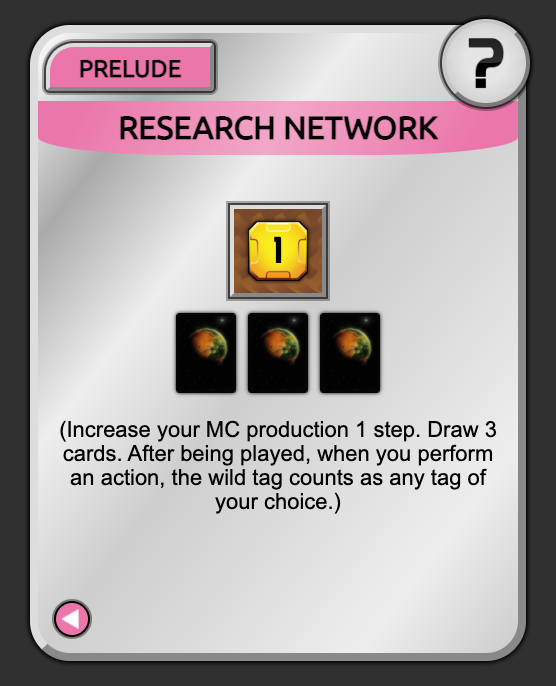 PRELUDE
?
RESEARCH NETWORK
1
(Increase your MC production 1 step. Draw 3
cards. After being played, when you perform
an action, the wild tag counts as any tag of
your choice.)